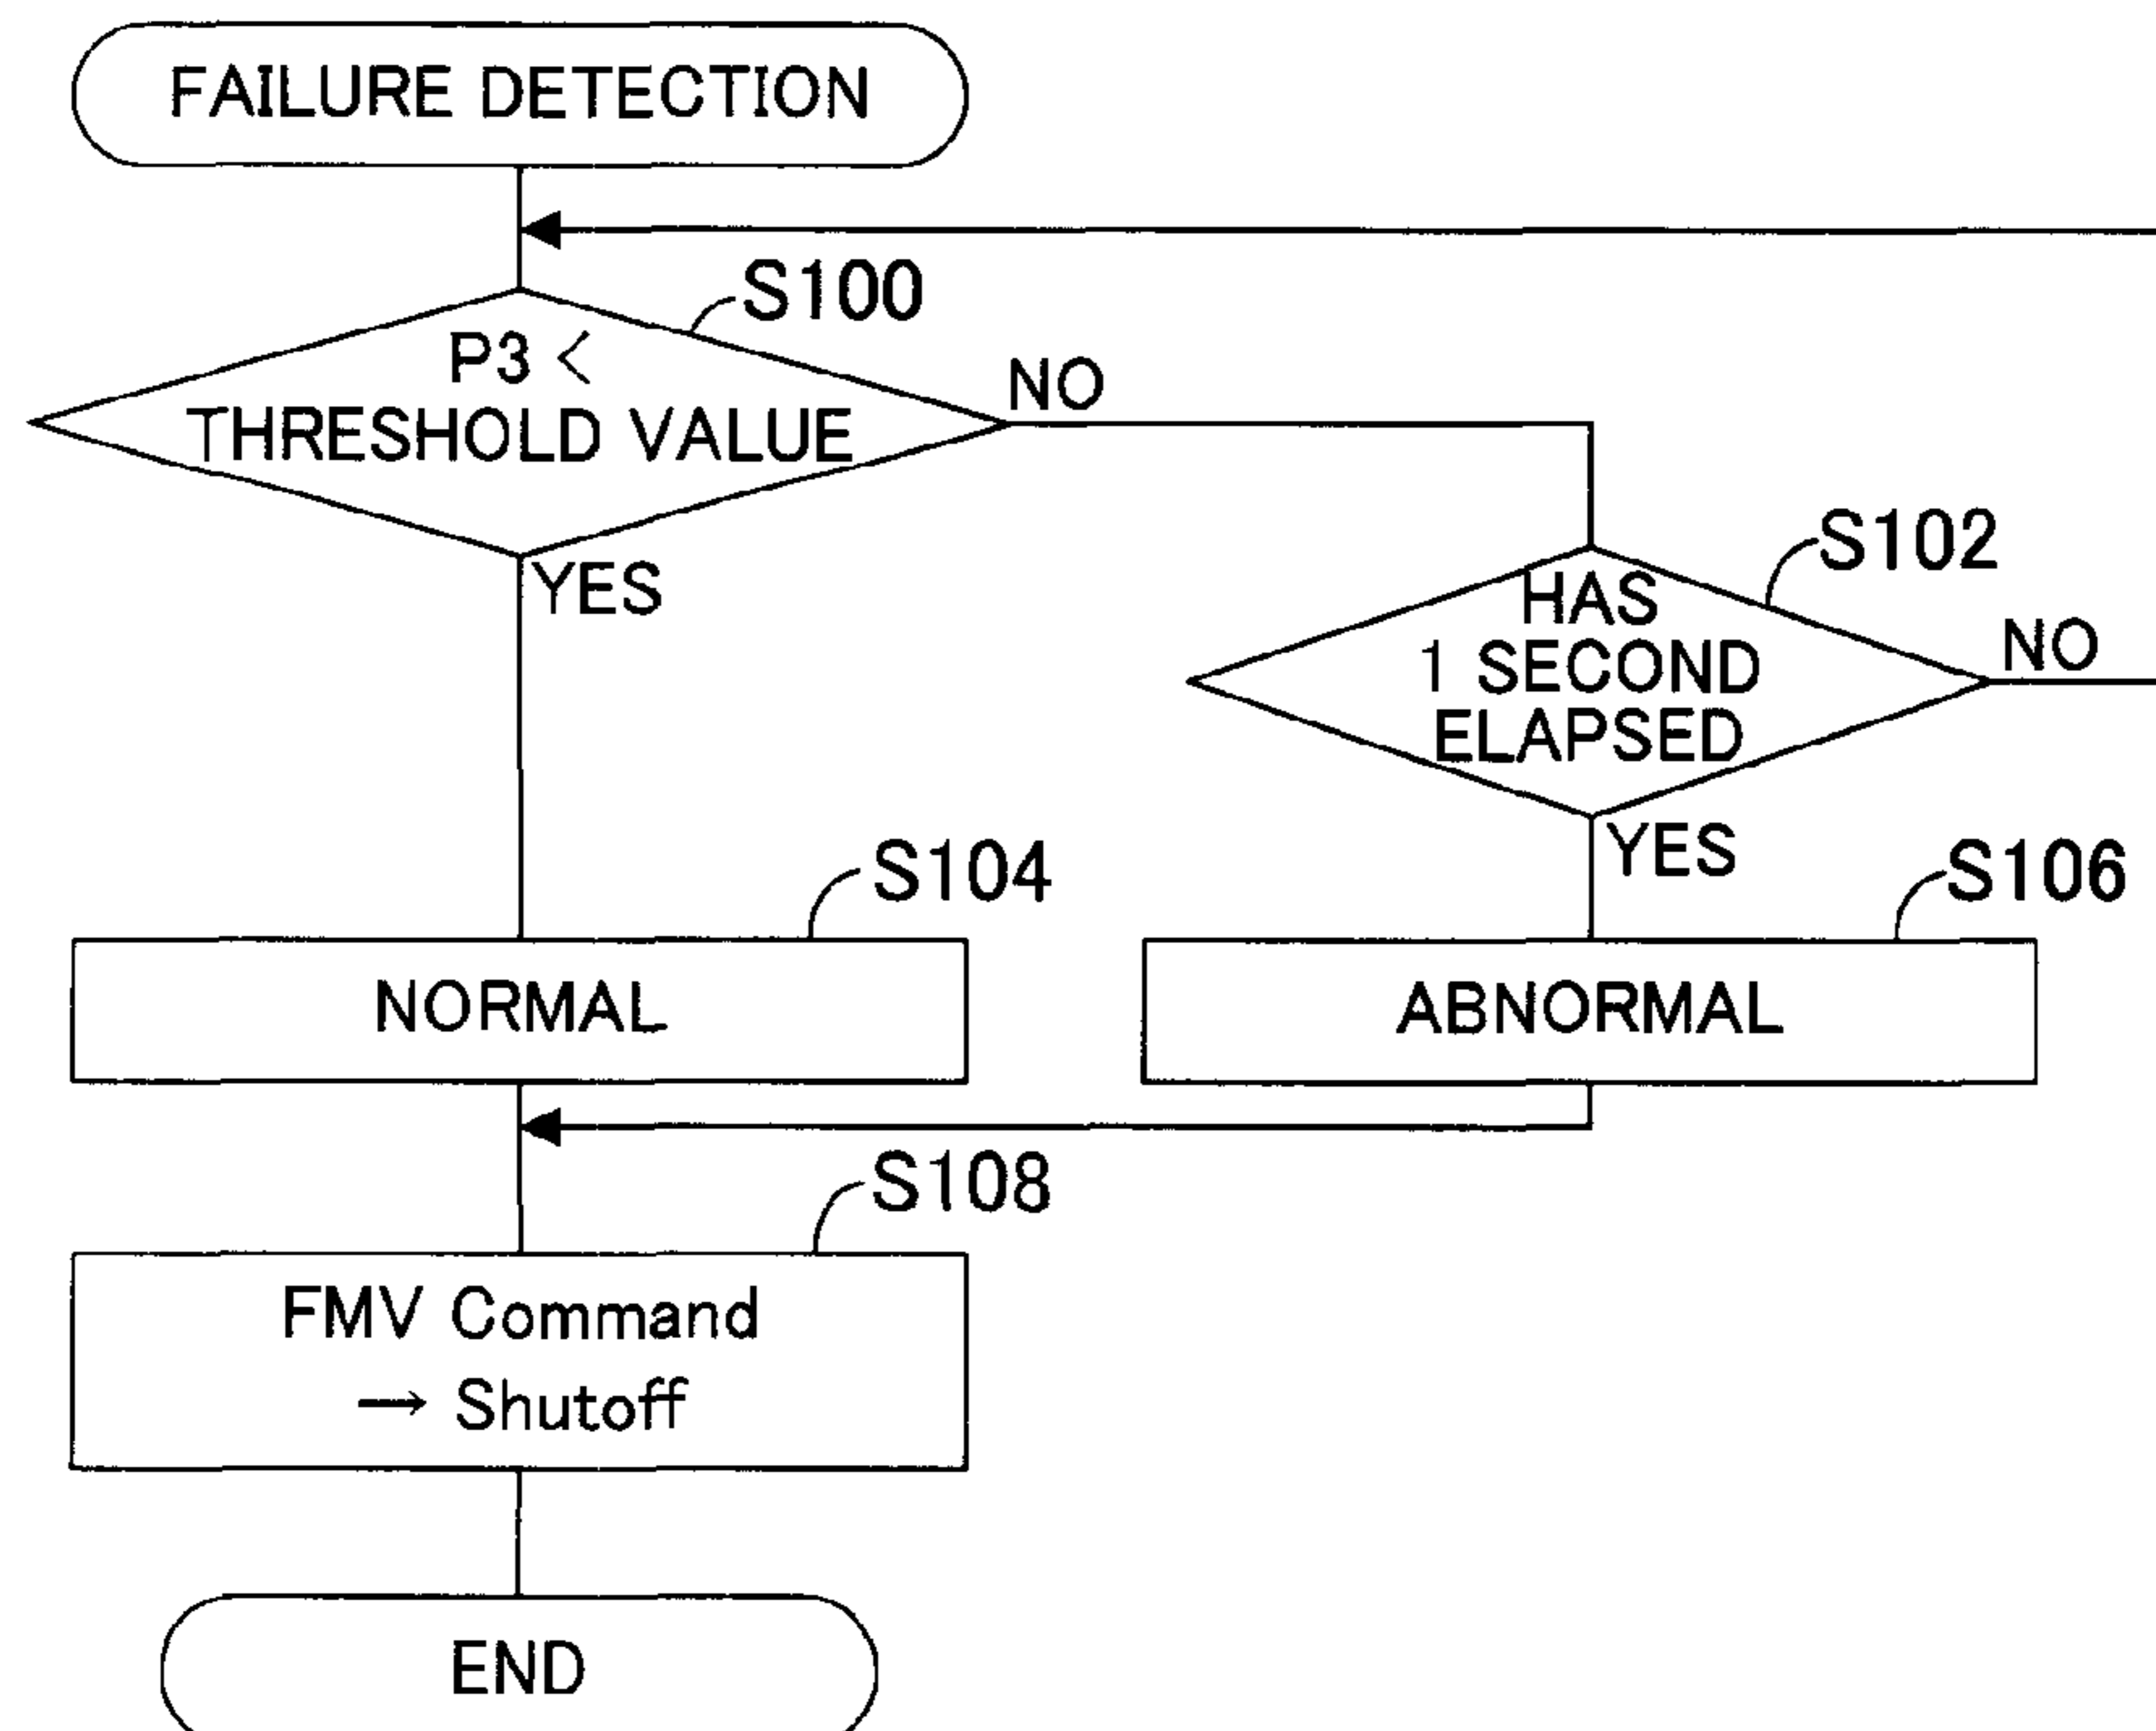 FAILURE DETECTION
S100
P3 <
THRESHOLD VALUE
NO
YES
S102
HAS
1 SECOND
ELAPSED
NO
YES
S104
NORMAL
S106
ABNORMAL
S108
FMV Command
→ Shutoff
END